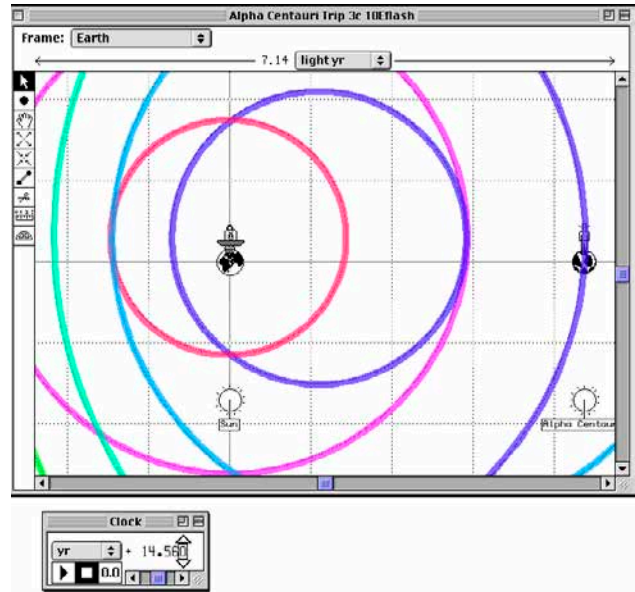 Alpha Centauri Trip 3c 10Eflash
Frame: Earth
7.14 light yr
Sun
Alpha Centaur
Clock
yr + 14.560
0.0